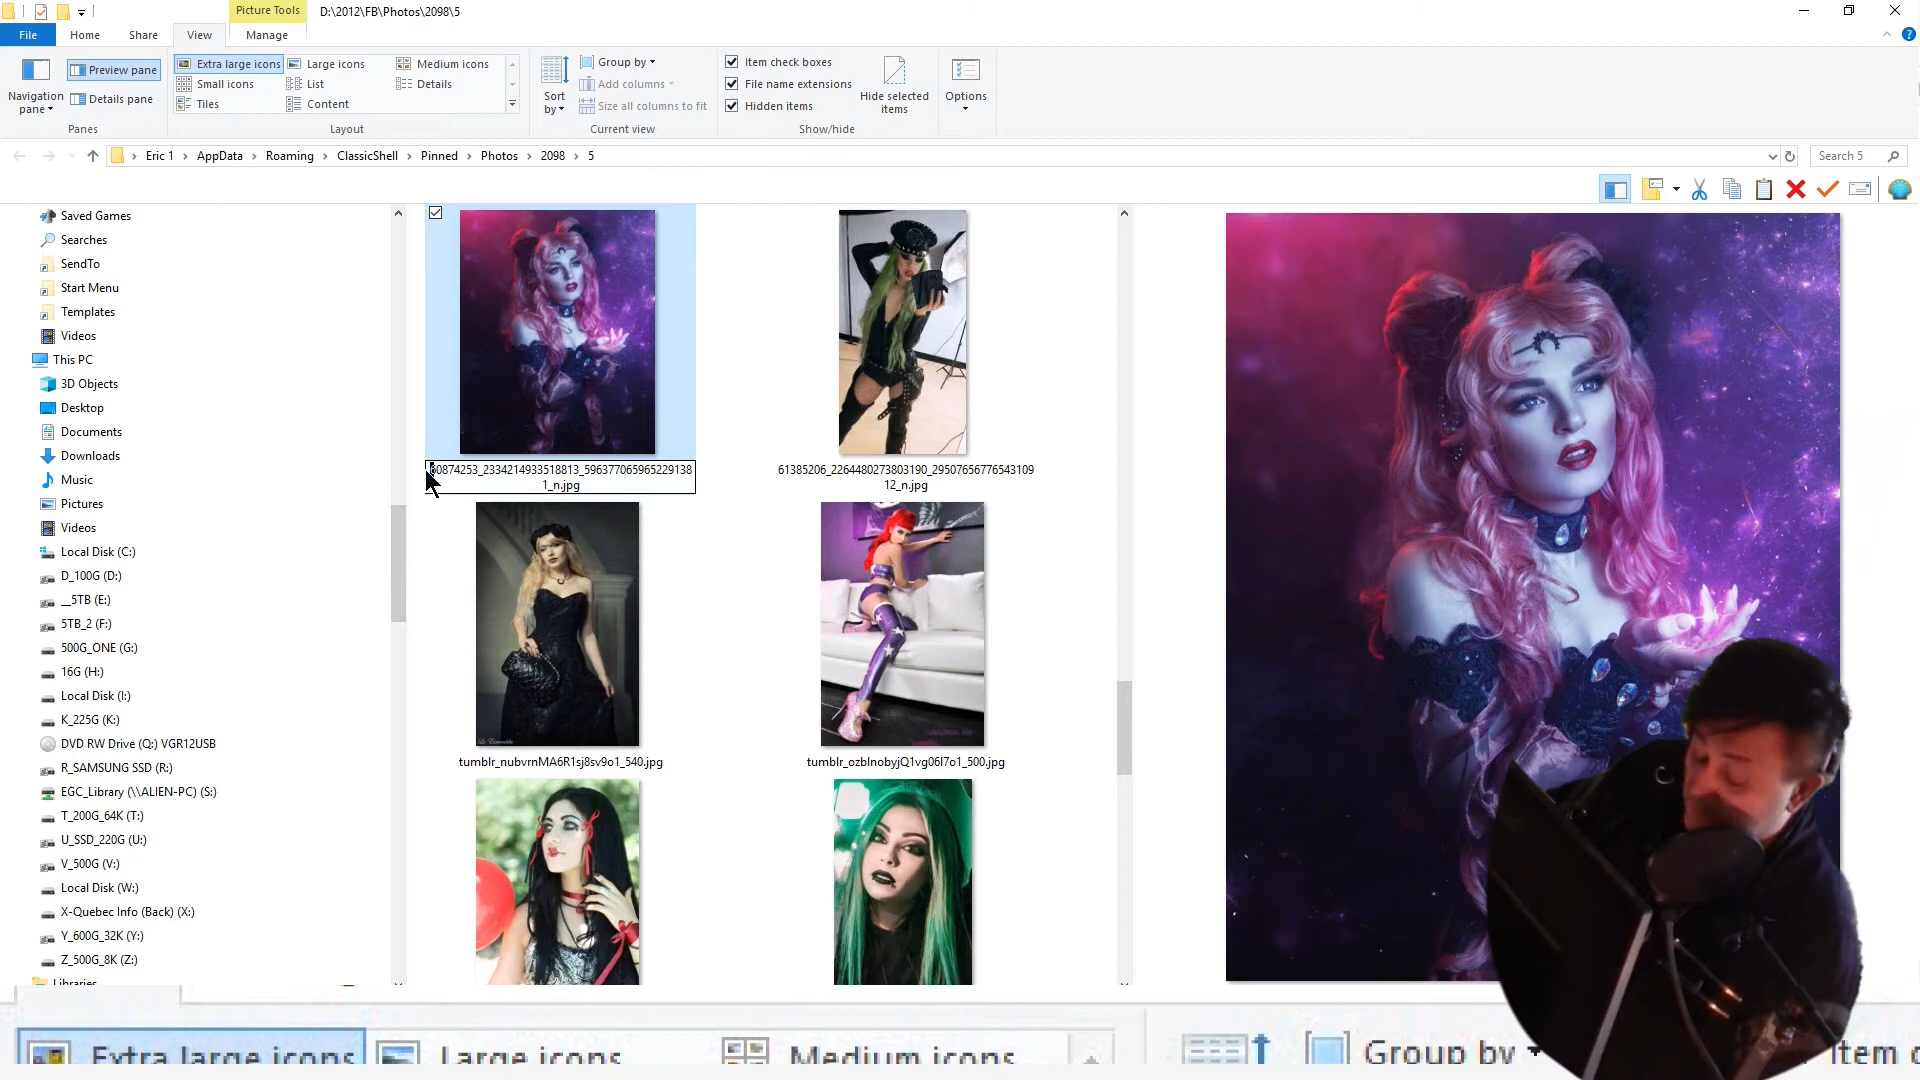 Picture Tools
D:\2012\FB\Photos\2098\5
File
Home
Share
View
Manage
Navigation
pane
Preview pane
Details pane
Panes
Extra large icons
Large icons
Medium icons
Small icons
List
Details
Tiles
Content
Layout
Sort
by
Group by
Add columns
Size all columns to fit
Current view
Item check boxes
File name extensions
Hidden items
Hide selected
items
Show/hide
Options
Eric 1
AppData
Roaming
ClassicShell
Pinned
Photos
2098
5
Search 5
Saved Games
Searches
SendTo
Start Menu
Templates
Videos
This PC
3D Objects
Desktop
Documents
Downloads
Music
Pictures
Videos
Local Disk (C:)
D_100G (D:)
__5TB (E:)
5TB_2 (F:)
500G_ONE (G:)
16G (H:)
Local Disk (I:)
K_225G (K:)
DVD RW Drive (Q:) VGR12USB
R_SAMSUNG SSD (R:)
EGC_Library (\\ALIEN-PC) (S:)
T_200G_64K (T:)
U_SSD_220G (U:)
V_500G (V:)
Local Disk (W:)
X-Quebec Info (Back) (X:)
Y_600G_32K (Y:)
Z_500G_8K (Z:)
Libraries
60874253_2334214933518813_596377065965229138
1_n.jpg
61385206_2264480273803190_29507656776543109
12_n.jpg
tumblr_nubvrnMA6R1sj8sv9o1_540.jpg
tumblr_ozblnobyjQ1vg06l7o1_500.jpg
Extra large icons
Large icons
Medium icons
Group by
Item